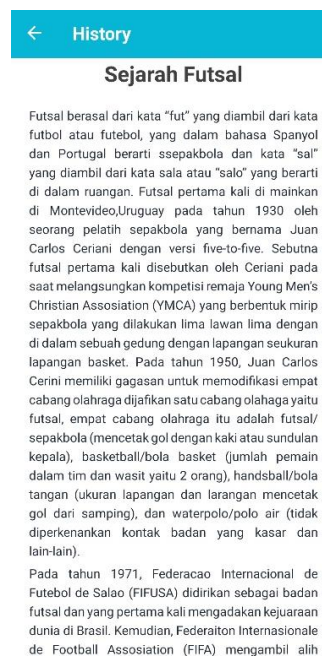 History
Sejarah Futsal
Futsal berasal dari kata “fut” yang diambil dari kata
futbol atau futebol, yang dalam bahasa Spanyol
dan Portugal berarti ssepakbola dan kata “sal”
yang diambil dari kata sala atau “salo” yang berarti
di dalam ruangan. Futsal pertama kali di mainkan
di Montevideo,Uruguay pada tahun 1930 oleh
seorang pelatih sepakbola yang bernama Juan
Carlos Ceriani dengan versi five-to-five. Sebutna
futsal pertama kali disebutkan oleh Ceriani pada
saat melangsungkan kompetisi remaja Young Men's
Christian Assosiation (YMCA) yang berbentuk mirip
sepakbola yang dilakukan lima lawan lima dengan
di dalam sebuah gedung dengan lapangan seukuran
lapangan basket. Pada tahun 1950, Juan Carlos
Cerini memiliki gagasan untuk memodifikasi empat
cabang olahraga dijafikan satu cabang olahaga yaitu
futsal, empat cabang olahraga itu adalah futsal/
sepakbola (mencetak gol dengan kaki atau sundulan
kepala), basketball/bola basket (jumlah pemain
dalam tim dan wasit yaitu 2 orang), handsball/bola
tangan (ukuran lapangan dan larangan mencetak
gol dari samping), dan waterpolo/polo air (tidak
diperkenankan kontak badan yang kasar dan
lain-lain).
Pada tahun 1971, Federacao Internacional de
Futebol de Salao (FIFUSA) didirikan sebagai badan
futsal dan yang pertama kali mengadakan kejuaraan
dunia di Brasil. Kemudian, Federaiton Internasionale
de Football Assosiation (FIFA) mengambil alih